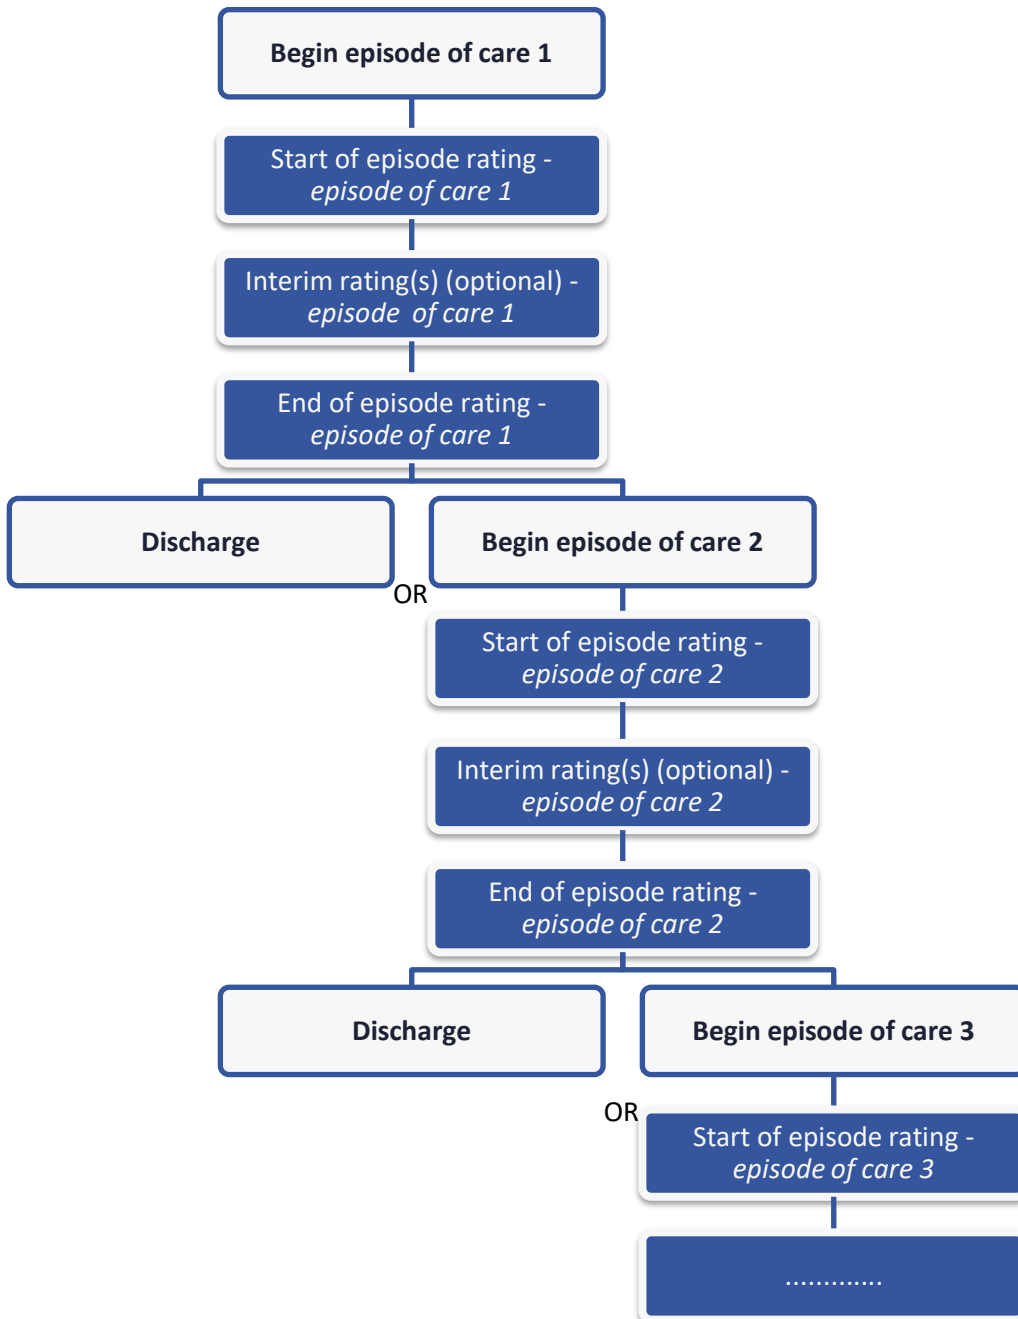 Begin episode of care 1
Start of episode rating -
episode of care 1
Interim rating(s) (optional) -
episode  of care 1
End of episode rating -
episode of care 1
Discharge
OR
Begin episode of care 2
Start of episode rating -
episode of care 2
Interim rating(s) (optional) -
episode of care 2
End of episode rating -
episode of care 2
Discharge
OR
Begin episode of care 3
Start of episode rating -
episode of care 3
.............